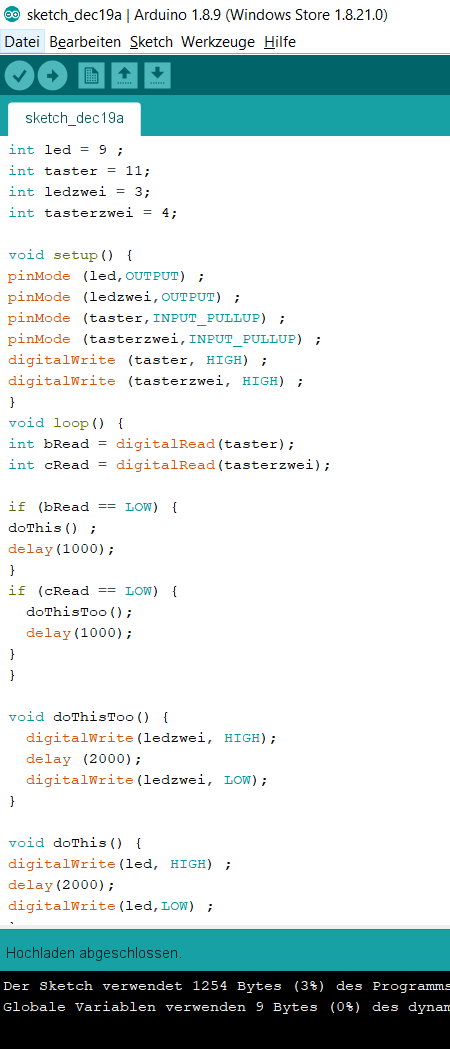 sketch_dec19a | Arduino 1.8.9 (Windows Store 1.8.21.0)
Datei Bearbeiten Sketch Werkzeuge Hilfe
sketch_dec19a
int led = 9 ;
int taster = 11;
int ledzwei = 3;
int tasterzwei = 4;

void setup() {
pinMode (led,OUTPUT) ;
pinMode (ledzwei,OUTPUT) ;
pinMode (taster,INPUT_PULLUP) ;
pinMode (tasterzwei,INPUT_PULLUP) ;
digitalWrite (taster, HIGH) ;
digitalWrite (tasterzwei, HIGH) ;
}
void loop() {
int bRead = digitalRead(taster);
int cRead = digitalRead(tasterzwei);

if (bRead == LOW) {
doThis() ;
delay(1000);
}
if (cRead == LOW) {
  doThisToo();
  delay(1000);
}
}

void doThisToo() {
  digitalWrite(ledzwei, HIGH);
  delay (2000);
  digitalWrite(ledzwei, LOW);
}

void doThis() {
digitalWrite(led, HIGH) ;
delay(2000);
digitalWrite(led,LOW) ;
Hochladen abgeschlossen.
Der Sketch verwendet 1254 Bytes (3%) des Programms
Globale Variablen verwenden 9 Bytes (0%) des dynam